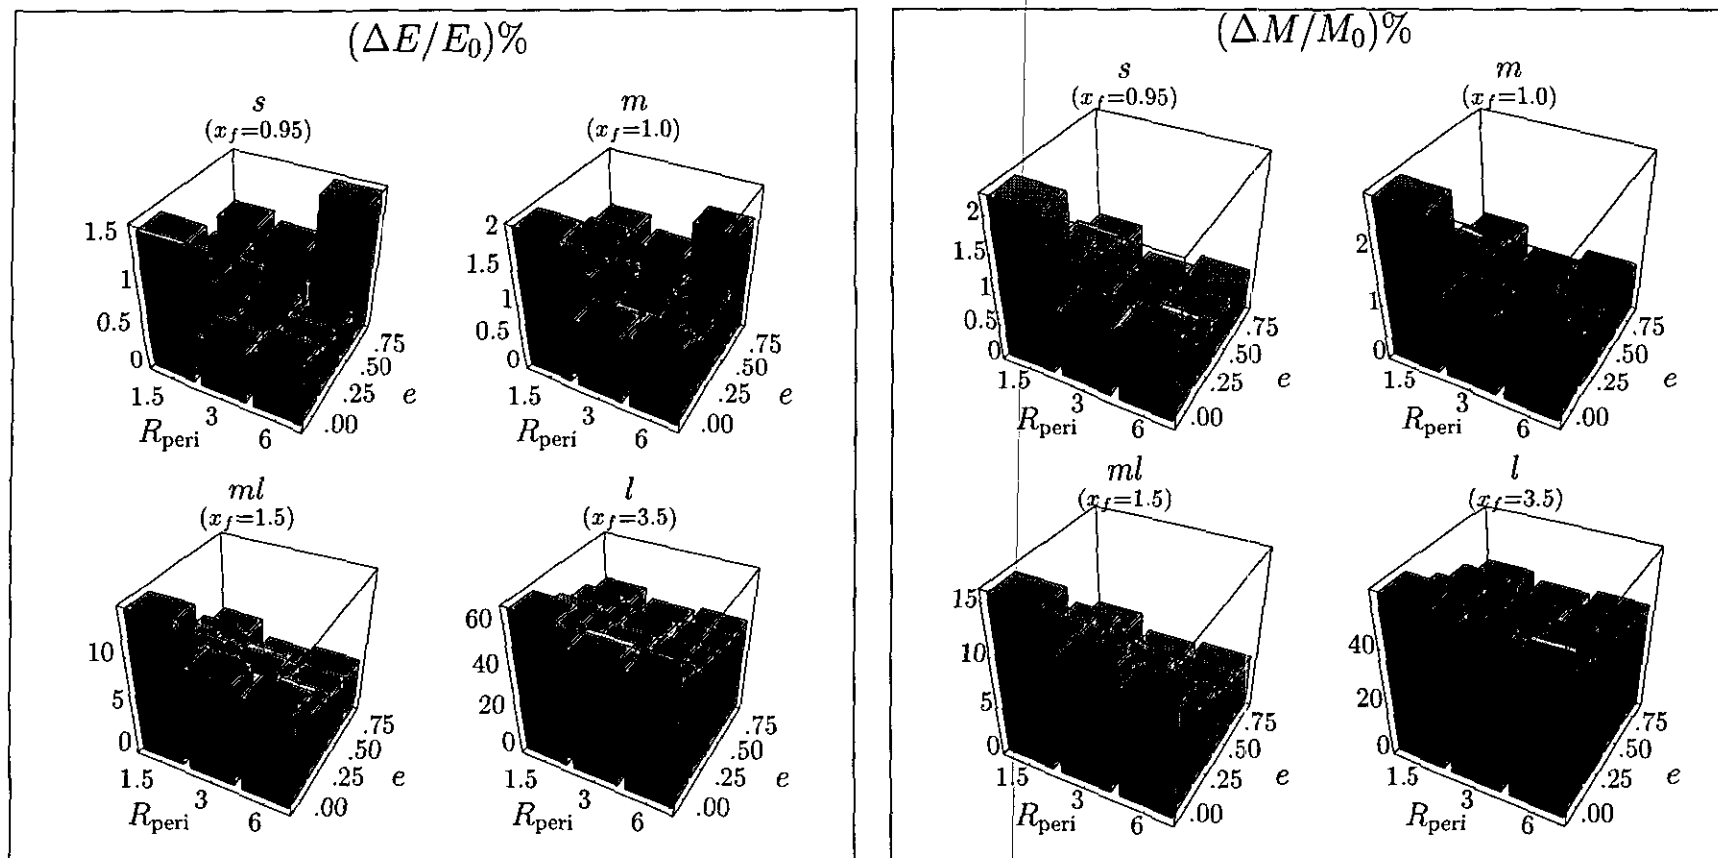 (ΔE/E₀)%
s
(x_f=0.95)
1.5
1
0.5
0
1.5
3
6
R_peri
.00
.25
.50
.75
e
m
(x_f=1.0)
2
1.5
1
0.5
0
1.5
3
6
R_peri
.00
.25
.50
.75
e
ml
(x_f=1.5)
10
5
0
1.5
3
6
R_peri
.00
.25
.50
.75
e
l
(x_f=3.5)
60
40
20
0
1.5
3
6
R_peri
.00
.25
.50
.75
e
(ΔM/M₀)%
s
(x_f=0.95)
2
1.5
1
0.5
0
1.5
3
6
R_peri
.00
.25
.50
.75
e
m
(x_f=1.0)
2
1
0
1.5
3
6
R_peri
.00
.25
.50
.75
e
ml
(x_f=1.5)
15
10
5
0
1.5
3
6
R_peri
.00
.25
.50
.75
e
l
(x_f=3.5)
40
20
0
1.5
3
6
R_peri
.00
.25
.50
.75
e